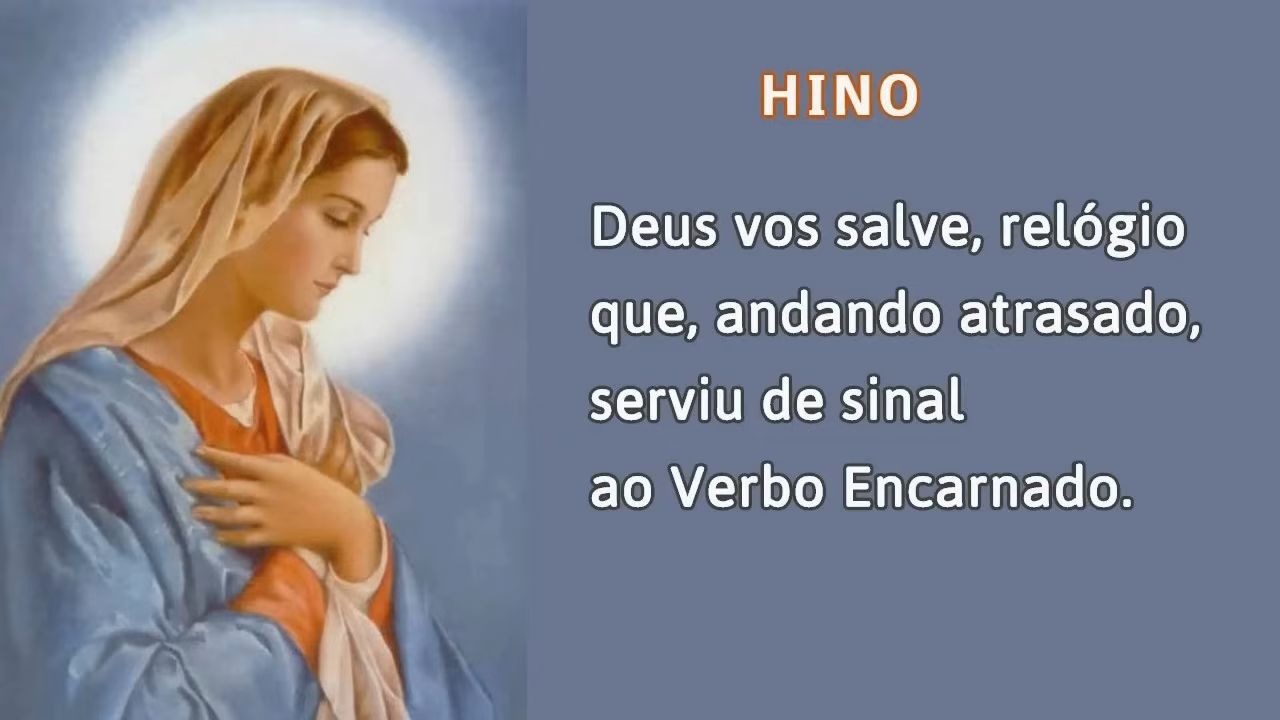 HINO
Deus vos salve, relógio
que, andando atrasado,
serviu de sinal
ao Verbo Encarnado.